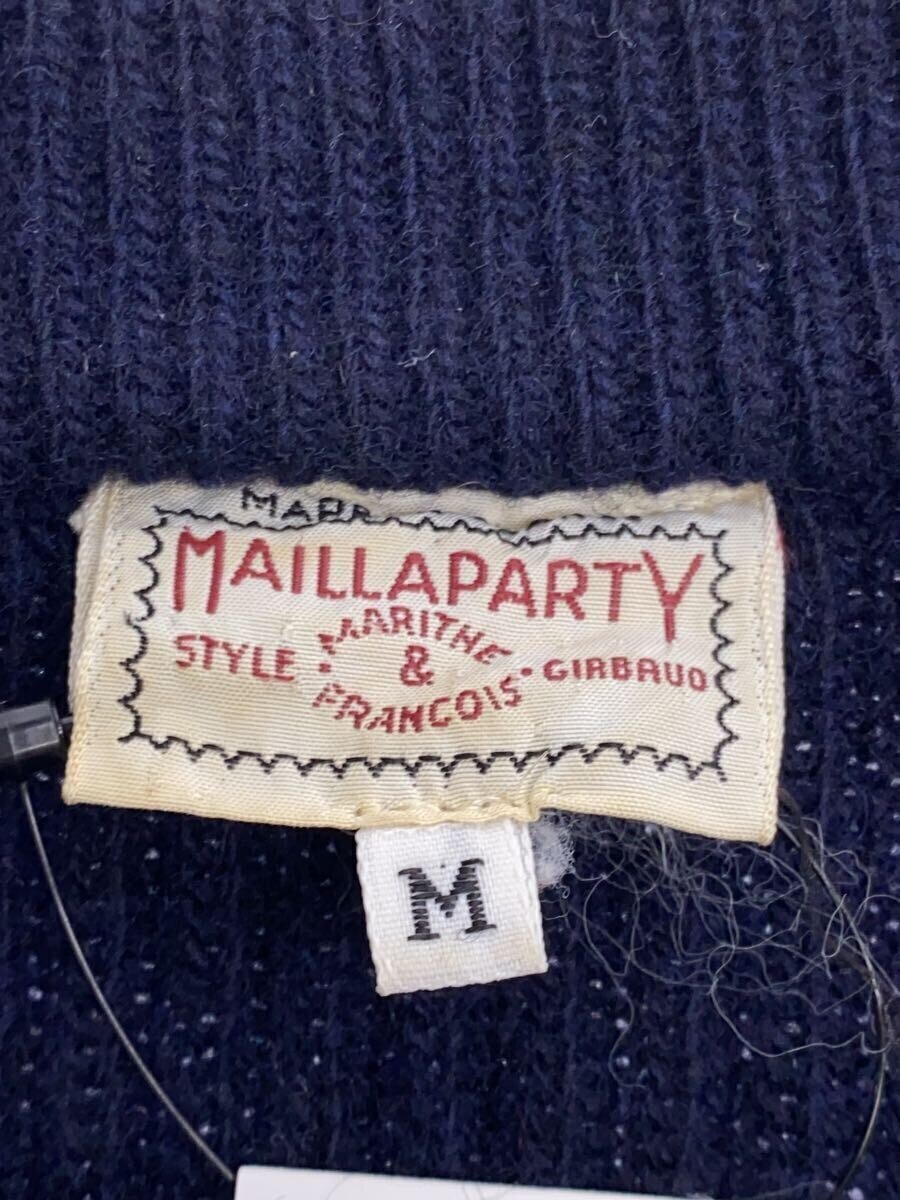 MAILLAPARTY
STYLE · MARITHE & FRANCOIS · GIRBAUD
M